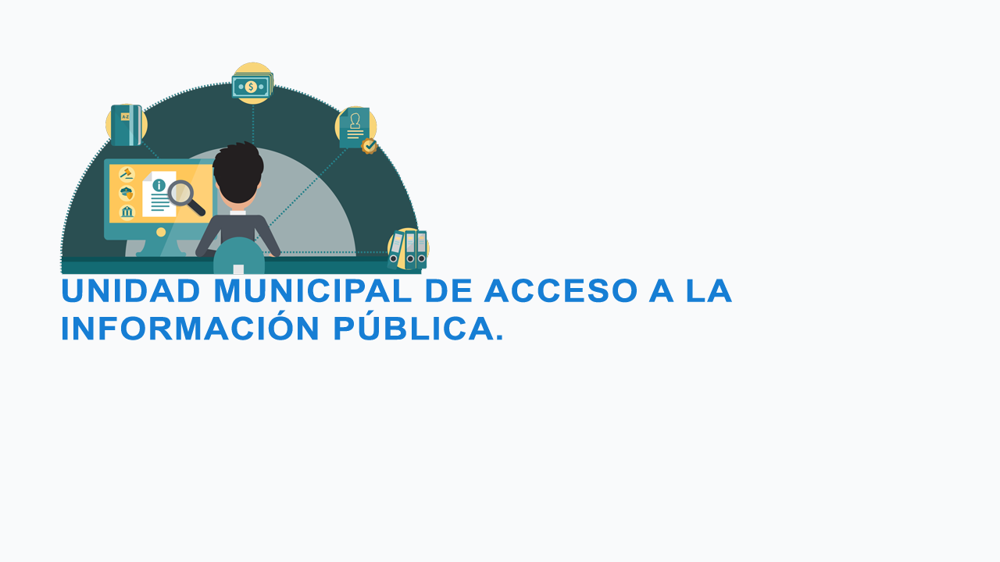 A-Z
$
UNIDAD MUNICIPAL DE ACCESO A LA
INFORMACIÓN PÚBLICA.